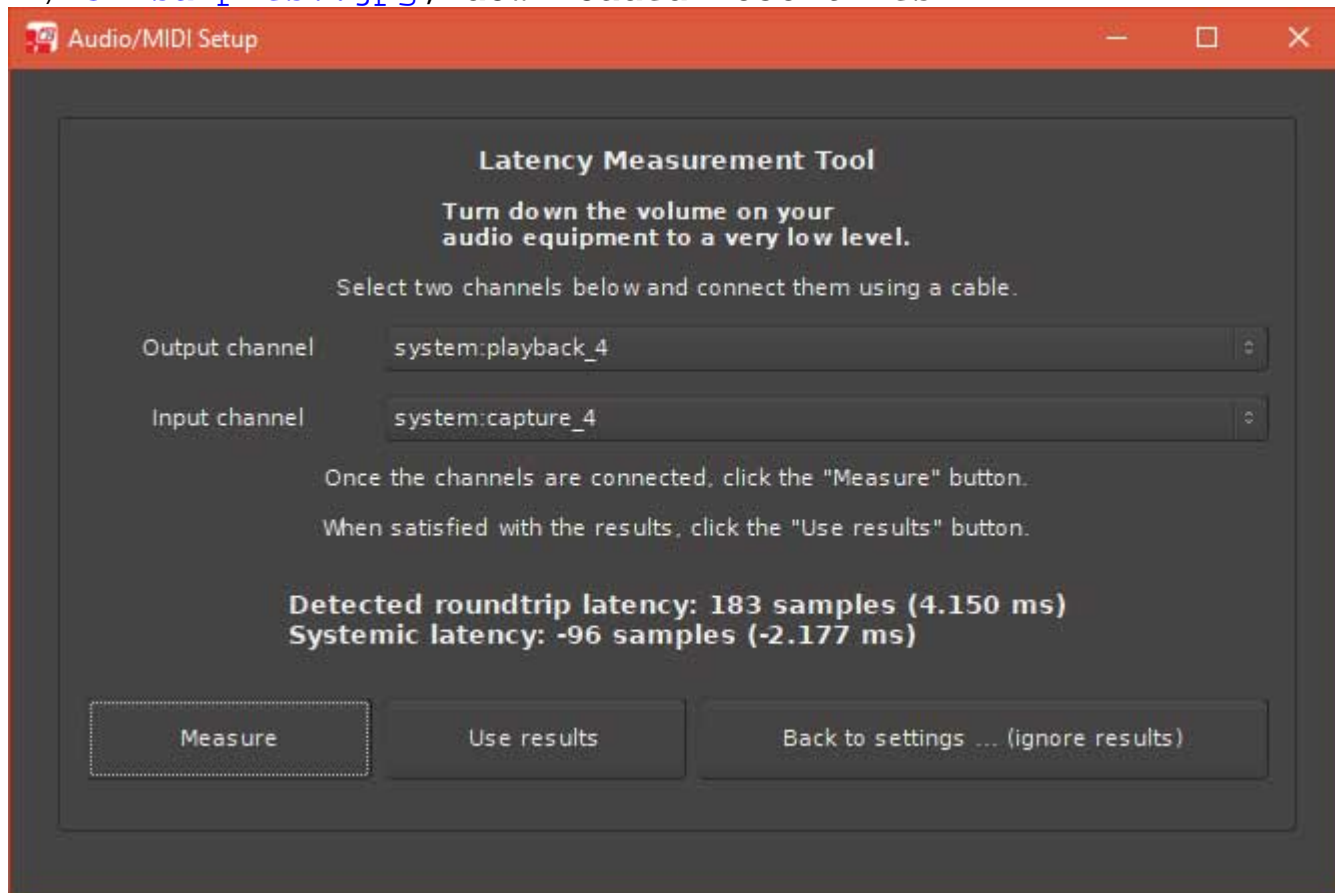 Audio/MIDI Setup
Latency Measurement Tool
Turn down the volume on your
audio equipment to a very low level.
Select two channels below and connect them using a cable.
Output channel system:playback_4
Input channel system:capture_4
Once the channels are connected, click the "Measure" button.
When satisfied with the results, click the "Use results" button.
Detected roundtrip latency: 183 samples (4.150 ms)
Systemic latency: -96 samples (-2.177 ms)
Measure Use results Back to settings ... (ignore results)